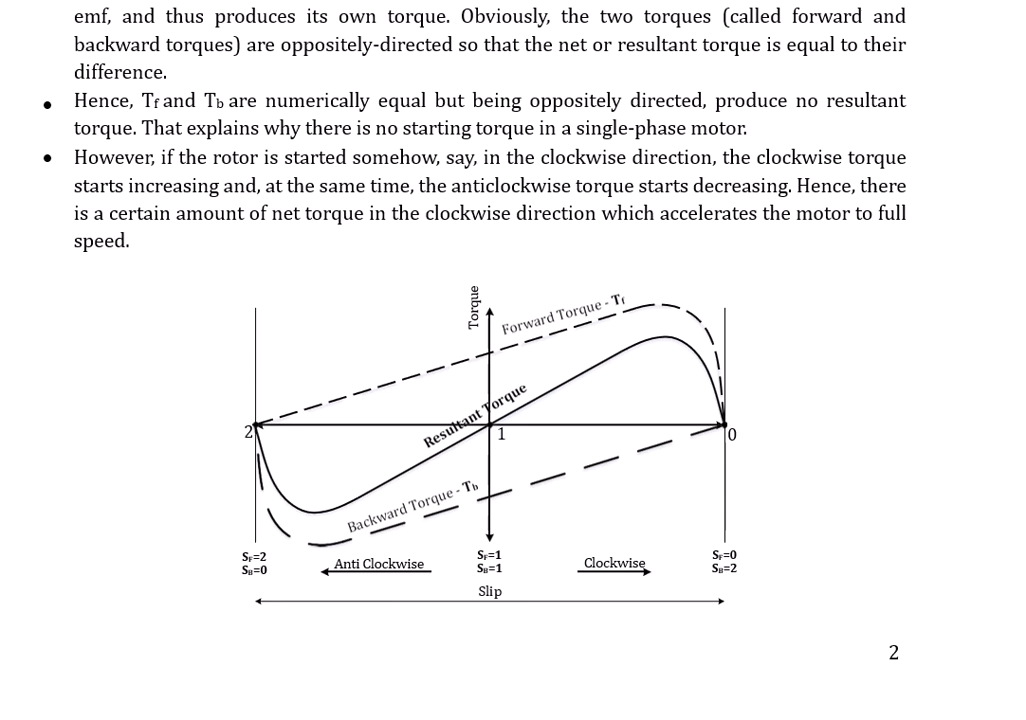 emf, and thus produces its own torque. Obviously, the two torques (called forward and
backward torques) are oppositely-directed so that the net or resultant torque is equal to their
difference.
• Hence, Tf and Tb are numerically equal but being oppositely directed, produce no resultant
torque. That explains why there is no starting torque in a single-phase motor.
• However, if the rotor is started somehow, say, in the clockwise direction, the clockwise torque
starts increasing and, at the same time, the anticlockwise torque starts decreasing. Hence, there
is a certain amount of net torque in the clockwise direction which accelerates the motor to full
speed.
Torque
Forward Torque - Tf
Resultant Torque
2
1
0
Backward Torque - Tb
SF=2
SB=0
Anti Clockwise
SF=1
SB=1
Clockwise
SF=0
SB=2
Slip
2